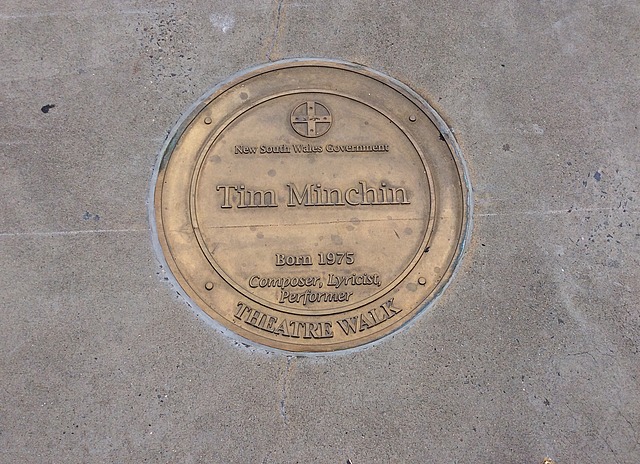 New South Wales Government
Tim Minchin
Born 1975
Composer, Lyricist,
Performer
THEATRE WALK